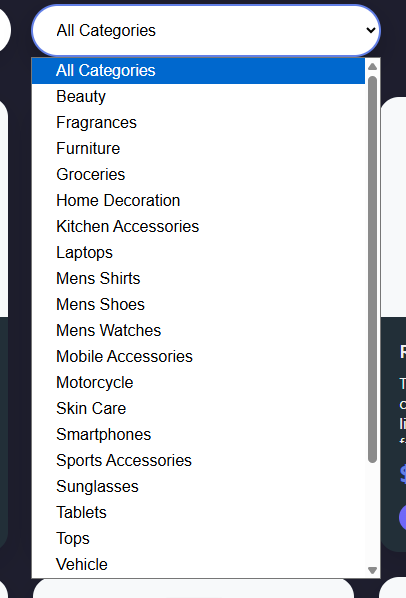 All Categories
All Categories
Beauty
Fragrances
Furniture
Groceries
Home Decoration
Kitchen Accessories
Laptops
Mens Shirts
Mens Shoes
Mens Watches
Mobile Accessories
Motorcycle
Skin Care
Smartphones
Sports Accessories
Sunglasses
Tablets
Tops
Vehicle